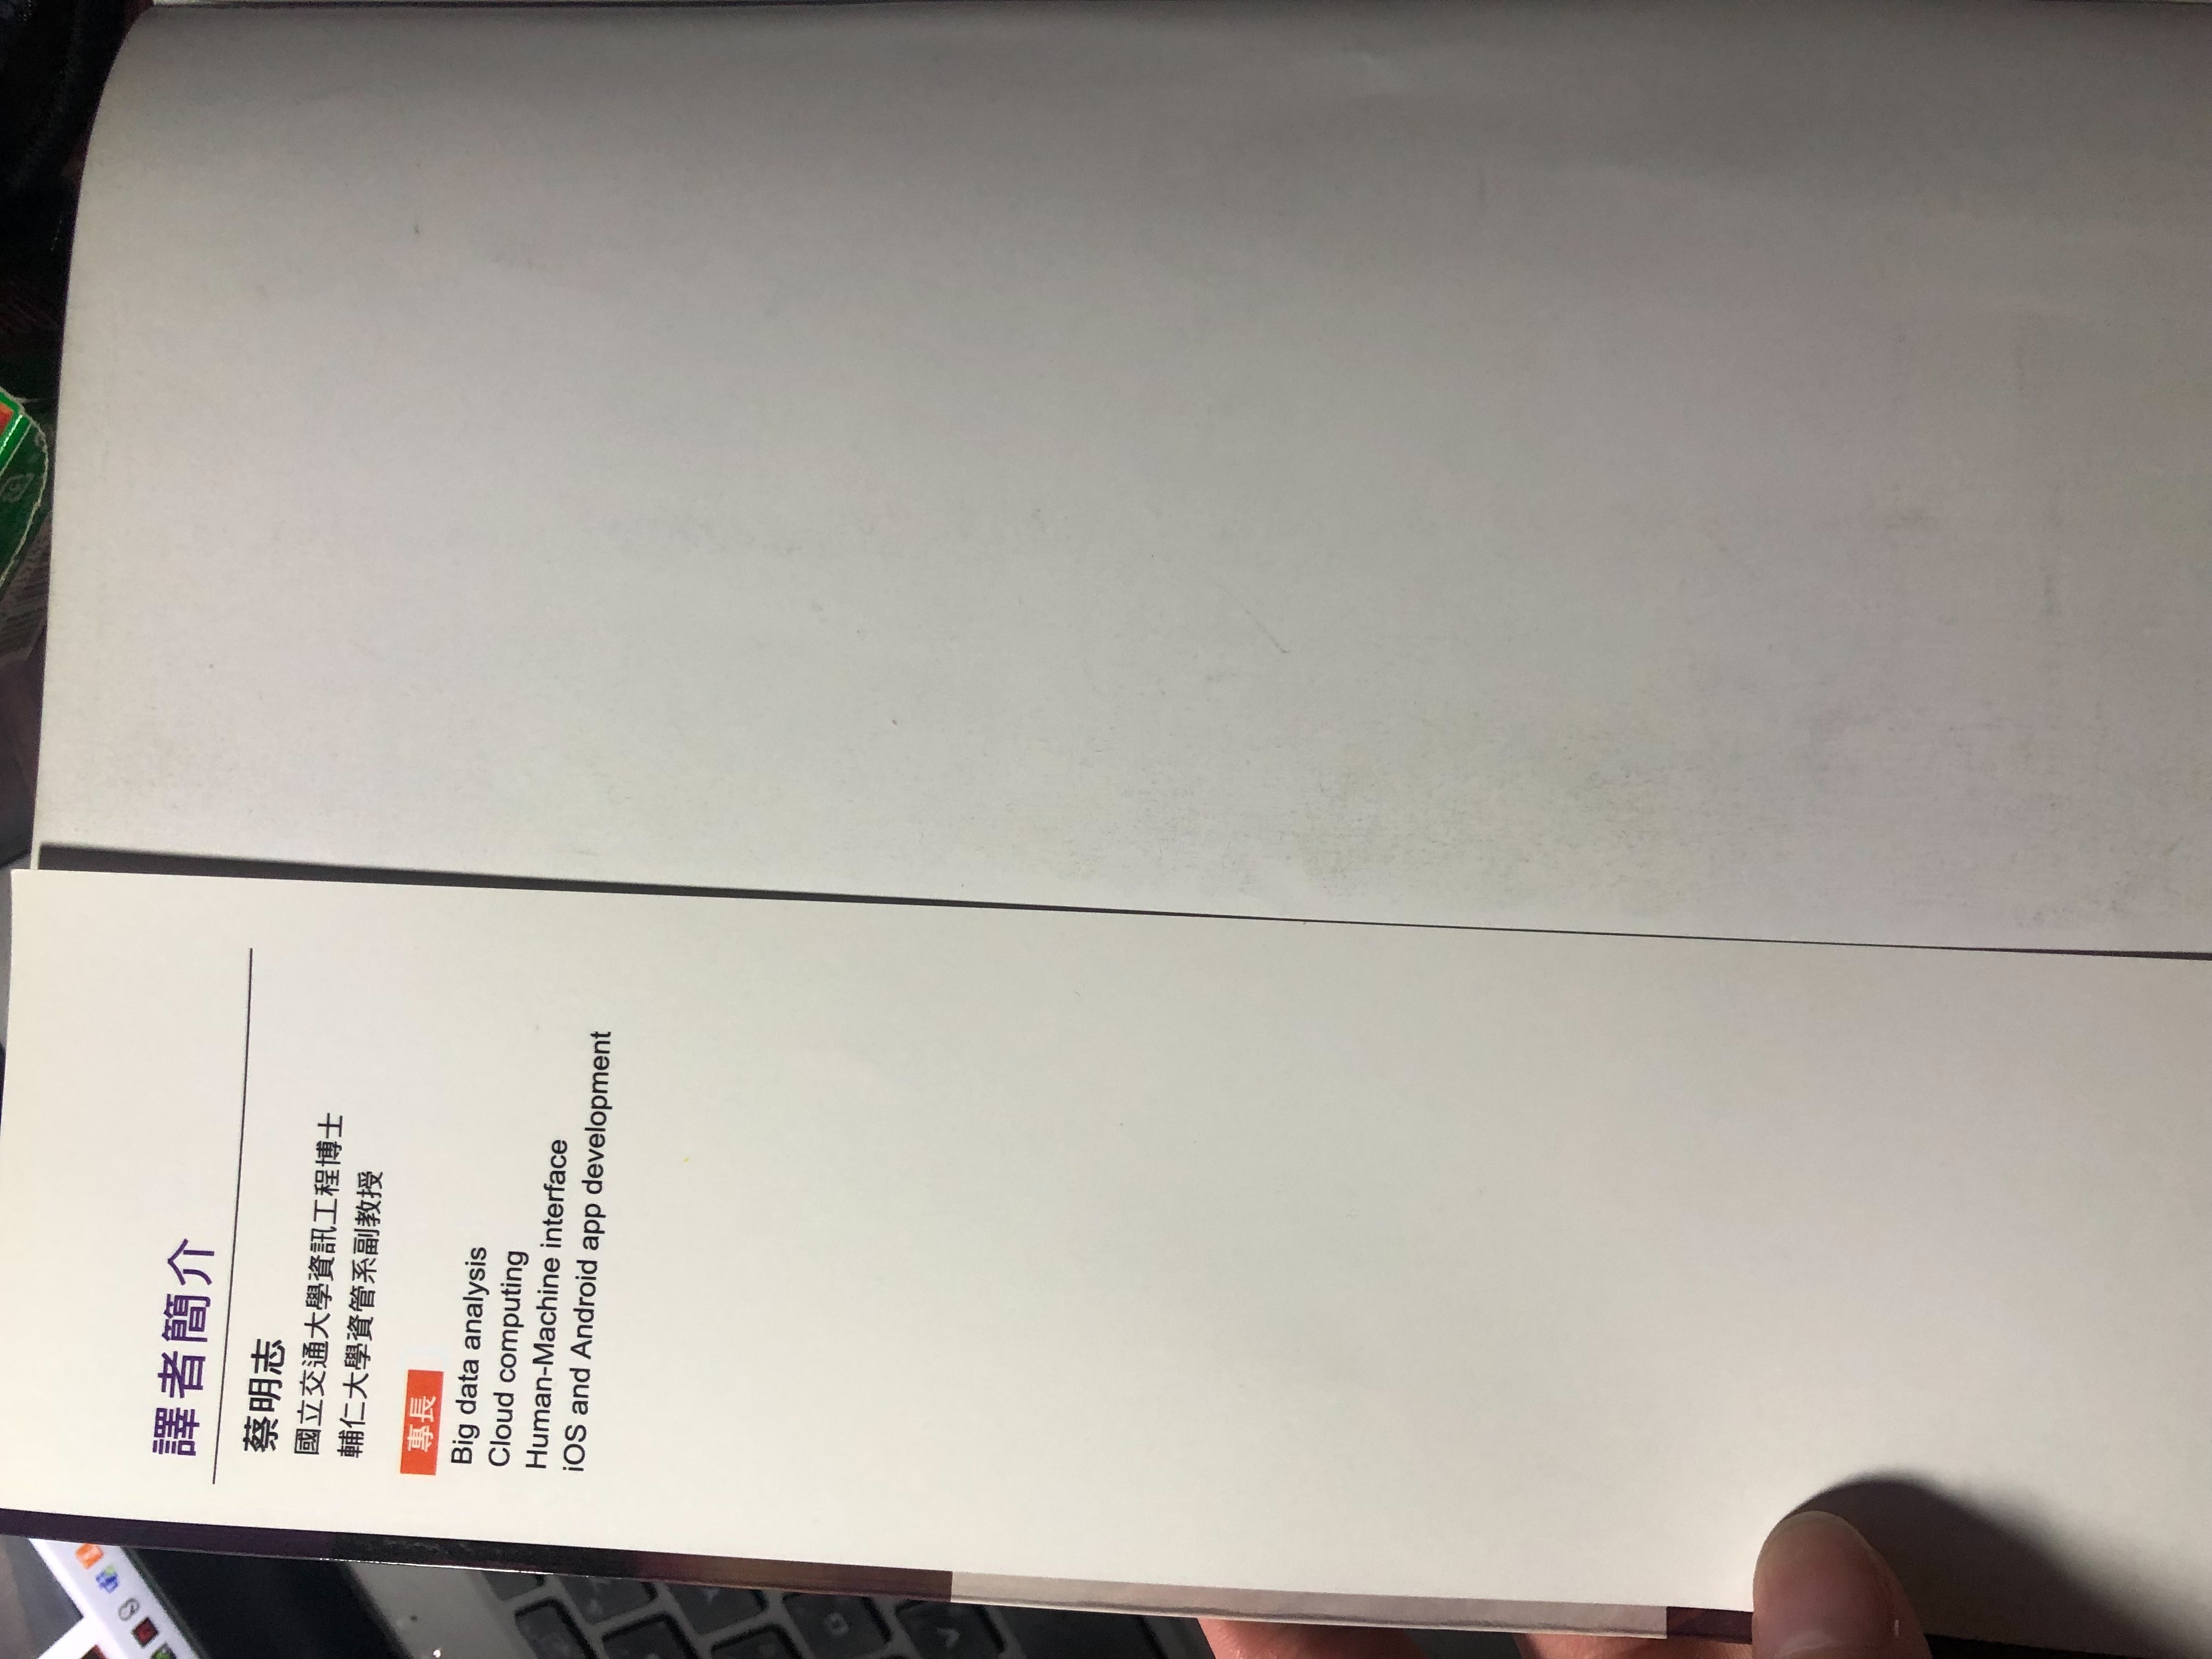 譯者簡介
蔡明志
國立交通大學資訊工程博士
輔仁大學資管系副教授
專長
Big data analysis
Cloud computing
Human-Machine interface
iOS and Android app development
G
V